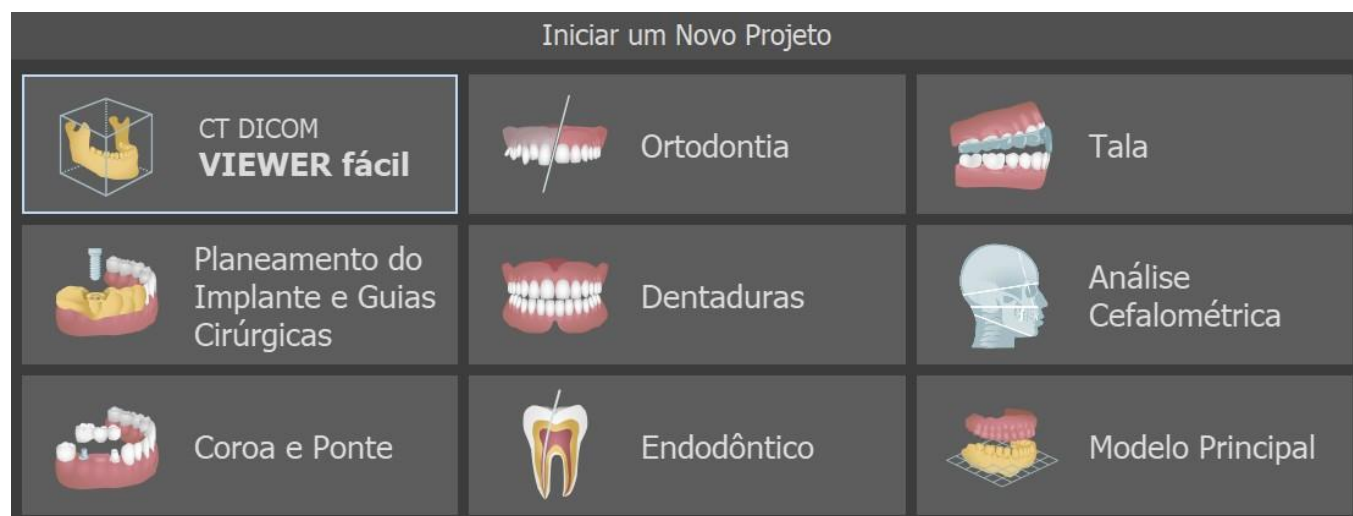 Iniciar um Novo Projeto
CT DICOM
VIEWER fácil
Ortodontia
Tala
Planeamento do
Implante e Guias
Cirúrgicas
Dentaduras
Análise
Cefalométrica
Coroa e Ponte
Endodôntico
Modelo Principal